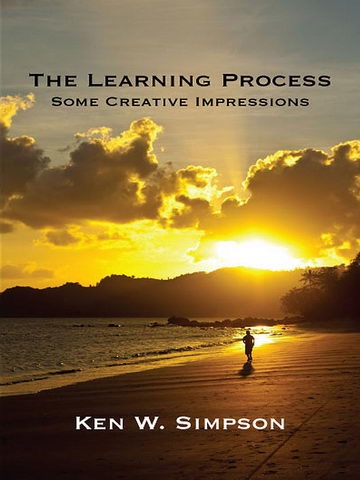 The Learning Process
Some Creative Impressions
Ken W. Simpson